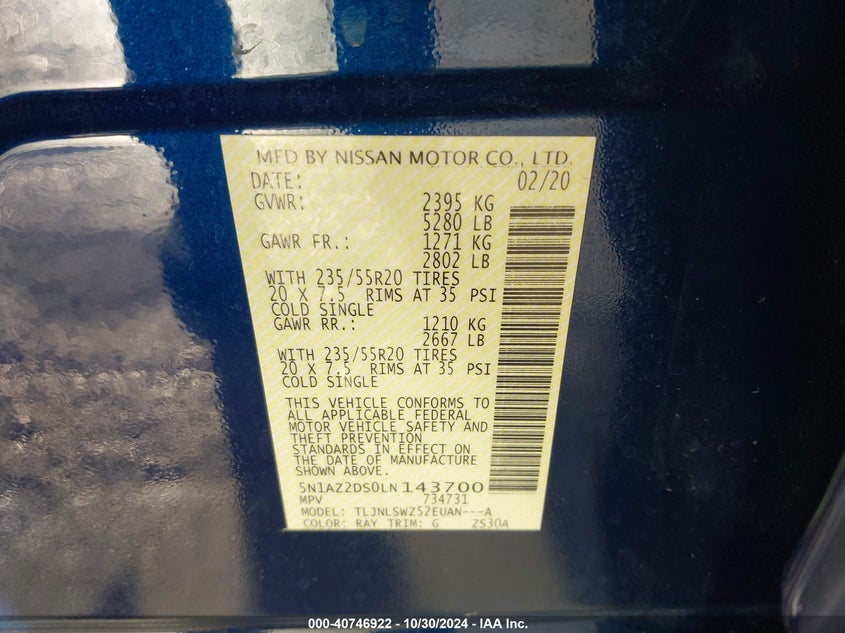 MFD BY NISSAN MOTOR CO., LTD.
DATE: 02/20
GVWR: 2395 KG
5280 LB
GAWR FR.: 1271 KG
2802 LB
WITH 235/55R20 TIRES
20 X 7.5 RIMS AT 35 PSI
COLD SINGLE
GAWR RR.: 1210 KG
2667 LB
WITH 235/55R20 TIRES
20 X 7.5 RIMS AT 35 PSI
COLD SINGLE
THIS VEHICLE CONFORMS TO
ALL APPLICABLE FEDERAL
MOTOR VEHICLE SAFETY AND
THEFT PREVENTION
STANDARDS IN EFFECT ON
THE DATE OF MANUFACTURE
SHOWN ABOVE.
5N1AZ2DS0LN143700
MPV 734731
MODEL: TLJNLSWZ52EUAN---A
COLOR: RAY TRIM: G ZS30A
000-40746922 - 10/30/2024 - IAA Inc.